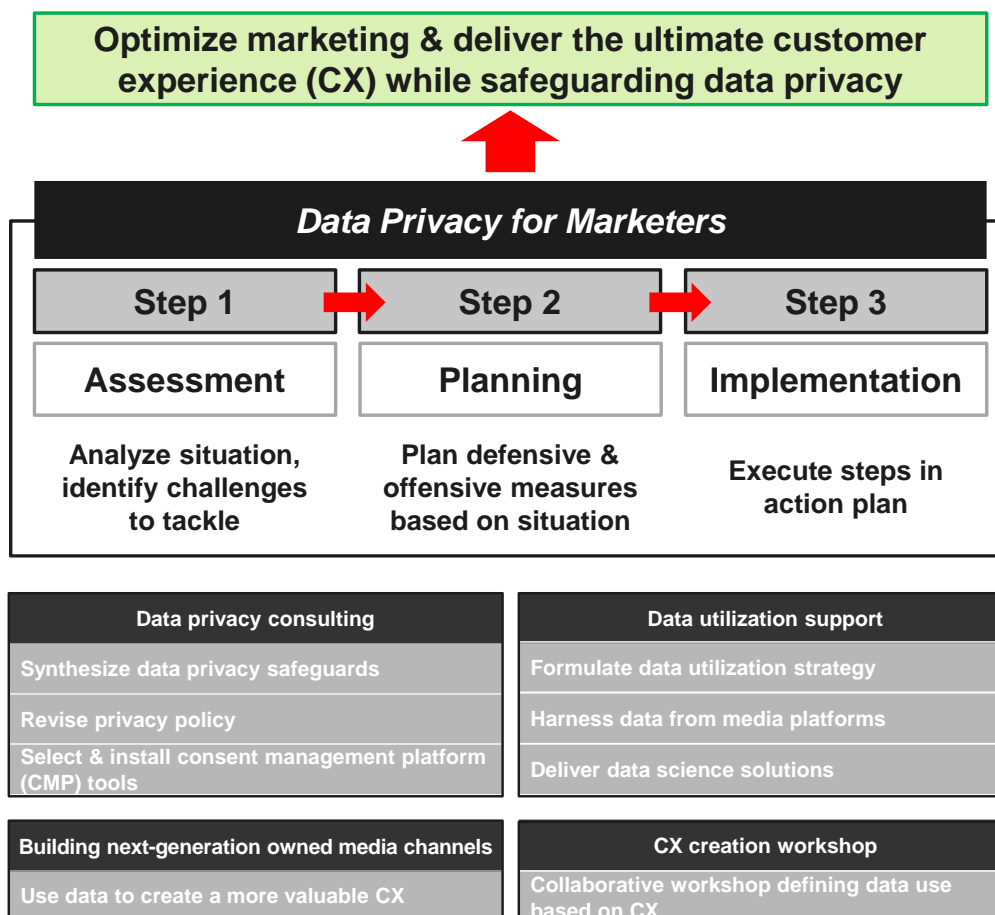 Optimize marketing & deliver the ultimate customer
experience (CX) while safeguarding data privacy
Data Privacy for Marketers
Step 1
Step 2
Step 3
Assessment
Planning
Implementation
Analyze situation,
identify challenges
to tackle
Plan defensive &
offensive measures
based on situation
Execute steps in
action plan
Data privacy consulting
Synthesize data privacy safeguards
Revise privacy policy
Select & install consent management platform
(CMP) tools
Data utilization support
Formulate data utilization strategy
Harness data from media platforms
Deliver data science solutions
Building next-generation owned media channels
Use data to create a more valuable CX
CX creation workshop
Collaborative workshop defining data use
based on CX